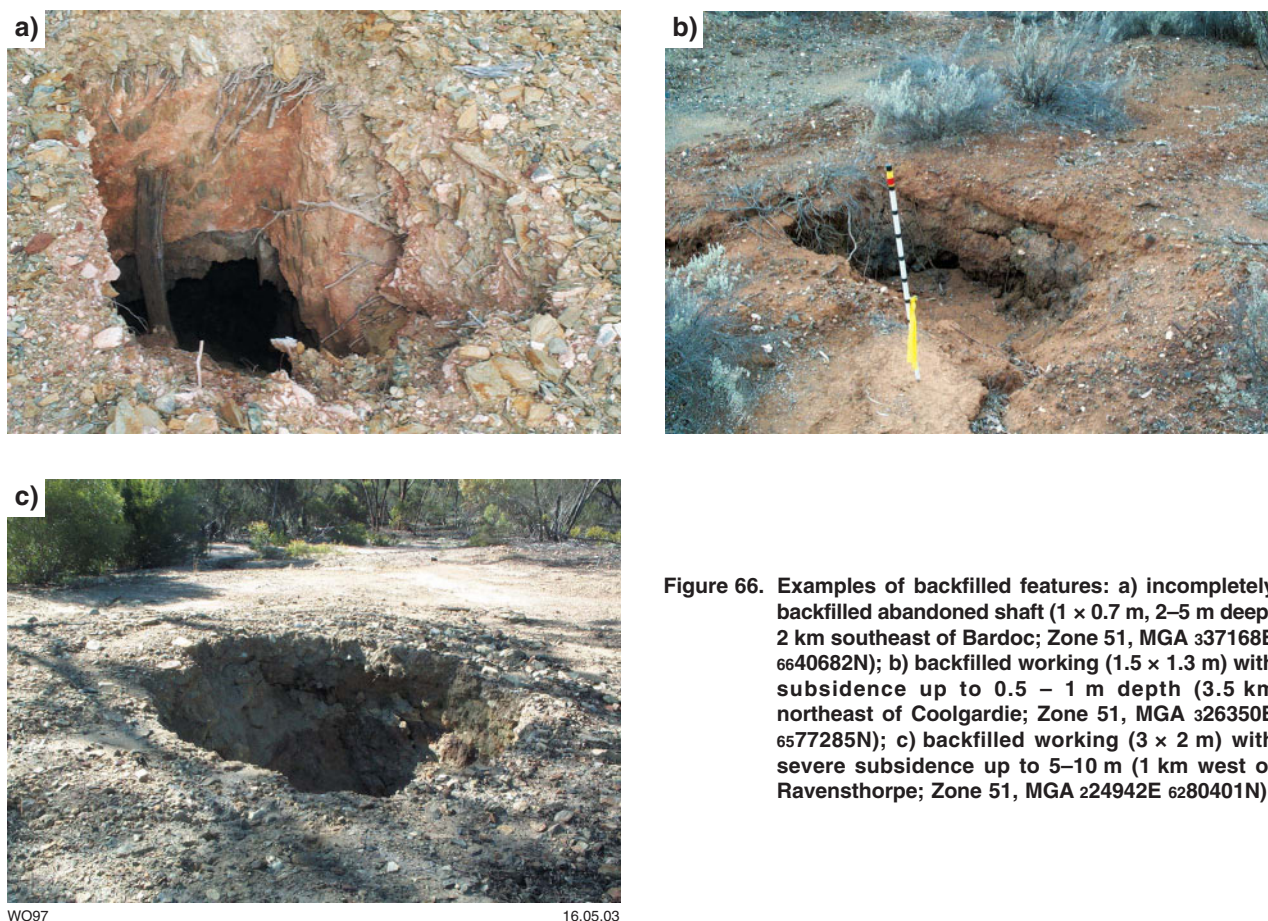 a)
b)
c)
Figure 66. Examples of backfilled features: a) incompletely
backfilled abandoned shaft (1 × 0.7 m, 2–5 m deep
2 km southeast of Bardoc; Zone 51, MGA 337168E
6640682N); b) backfilled working (1.5 × 1.3 m) with
subsidence up to 0.5 – 1 m depth (3.5 km
northeast of Coolgardie; Zone 51, MGA 326350E
6577285N); c) backfilled working (3 × 2 m) with
severe subsidence up to 5–10 m (1 km west of
Ravensthorpe; Zone 51, MGA 224942E 6280401N)
WO97
16.05.03